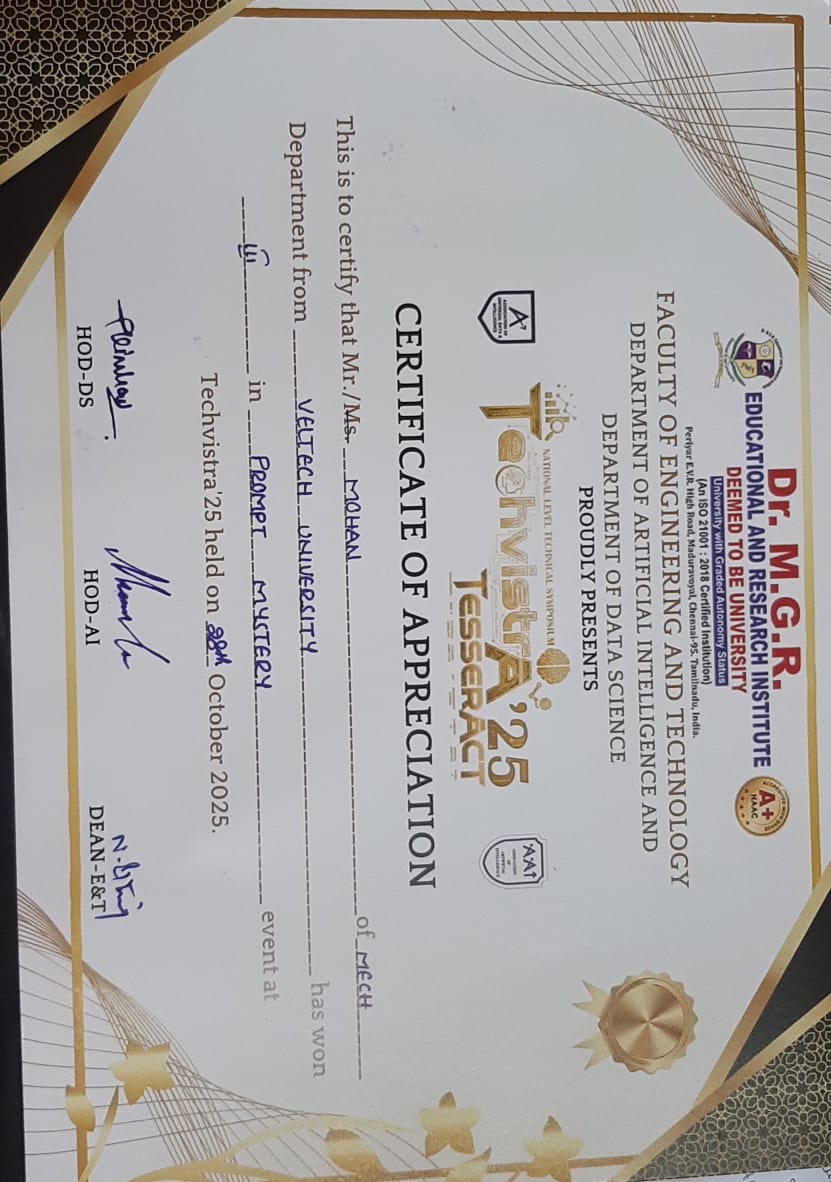 Dr. M.G.R.
EDUCATIONAL AND RESEARCH INSTITUTE
DEEMED TO BE UNIVERSITY
University with Graded Autonomy Status
(An ISO 21001 : 2018 Certified Institution)
Periyar E.V.R. High Road, Maduravoyal, Chennai-95. Tamilnadu, India.
A+
NAAC
FACULTY OF ENGINEERING AND TECHNOLOGY
DEPARTMENT OF ARTIFICIAL INTELLIGENCE AND
DEPARTMENT OF DATA SCIENCE
PROUDLY PRESENTS
NATIONAL LEVEL TECHNICAL SYMPOSIUM
TechvistrA'25
TESSERACT
CERTIFICATE OF APPRECIATION
This is to certify that Mr./Ms. MOHAN of MECH
Department from VELTECH UNIVERSITY has won
III in PROMPT MYSTERY event at
Techvistra'25 held on 28th October 2025.
HOD-DS HOD-AI DEAN-E&T